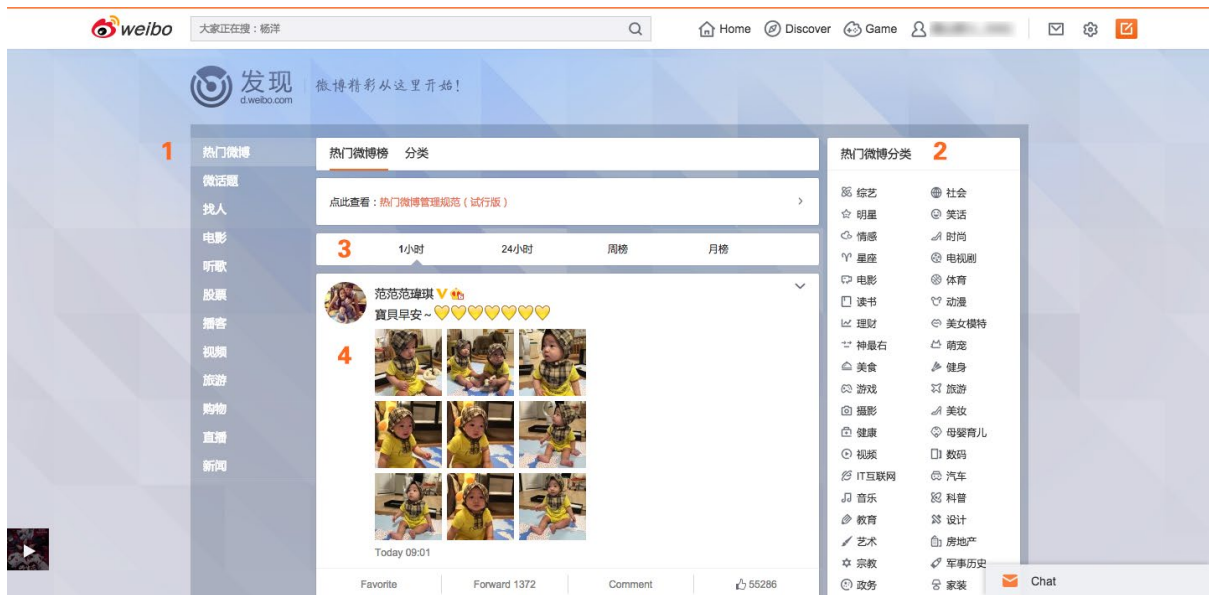 weibo 大家正在搜：杨洋 Home Discover Game
发现 微博精彩从这里开始！
d.weibo.com
1 热门微博
微话题
找人
电影
听歌
股票
播客
视频
旅游
购物
直播
新闻
热门微博榜 分类
点此查看：热门微博管理规范（试行版） >
3 1小时 24小时 周榜 月榜
范范范瑋琪 V
寶貝早安~
4
Today 09:01
Favorite Forward 1372 Comment 55286
热门微博分类 2
综艺 社会
明星 笑话
情感 时尚
星座 电视剧
电影 体育
读书 动漫
理财 美女模特
神最右 萌宠
美食 健身
游戏 旅游
摄影 美妆
健康 母婴育儿
视频 数码
IT互联网 汽车
音乐 科普
教育 设计
艺术 房地产
宗教 军事历史
政务 家装
Chat